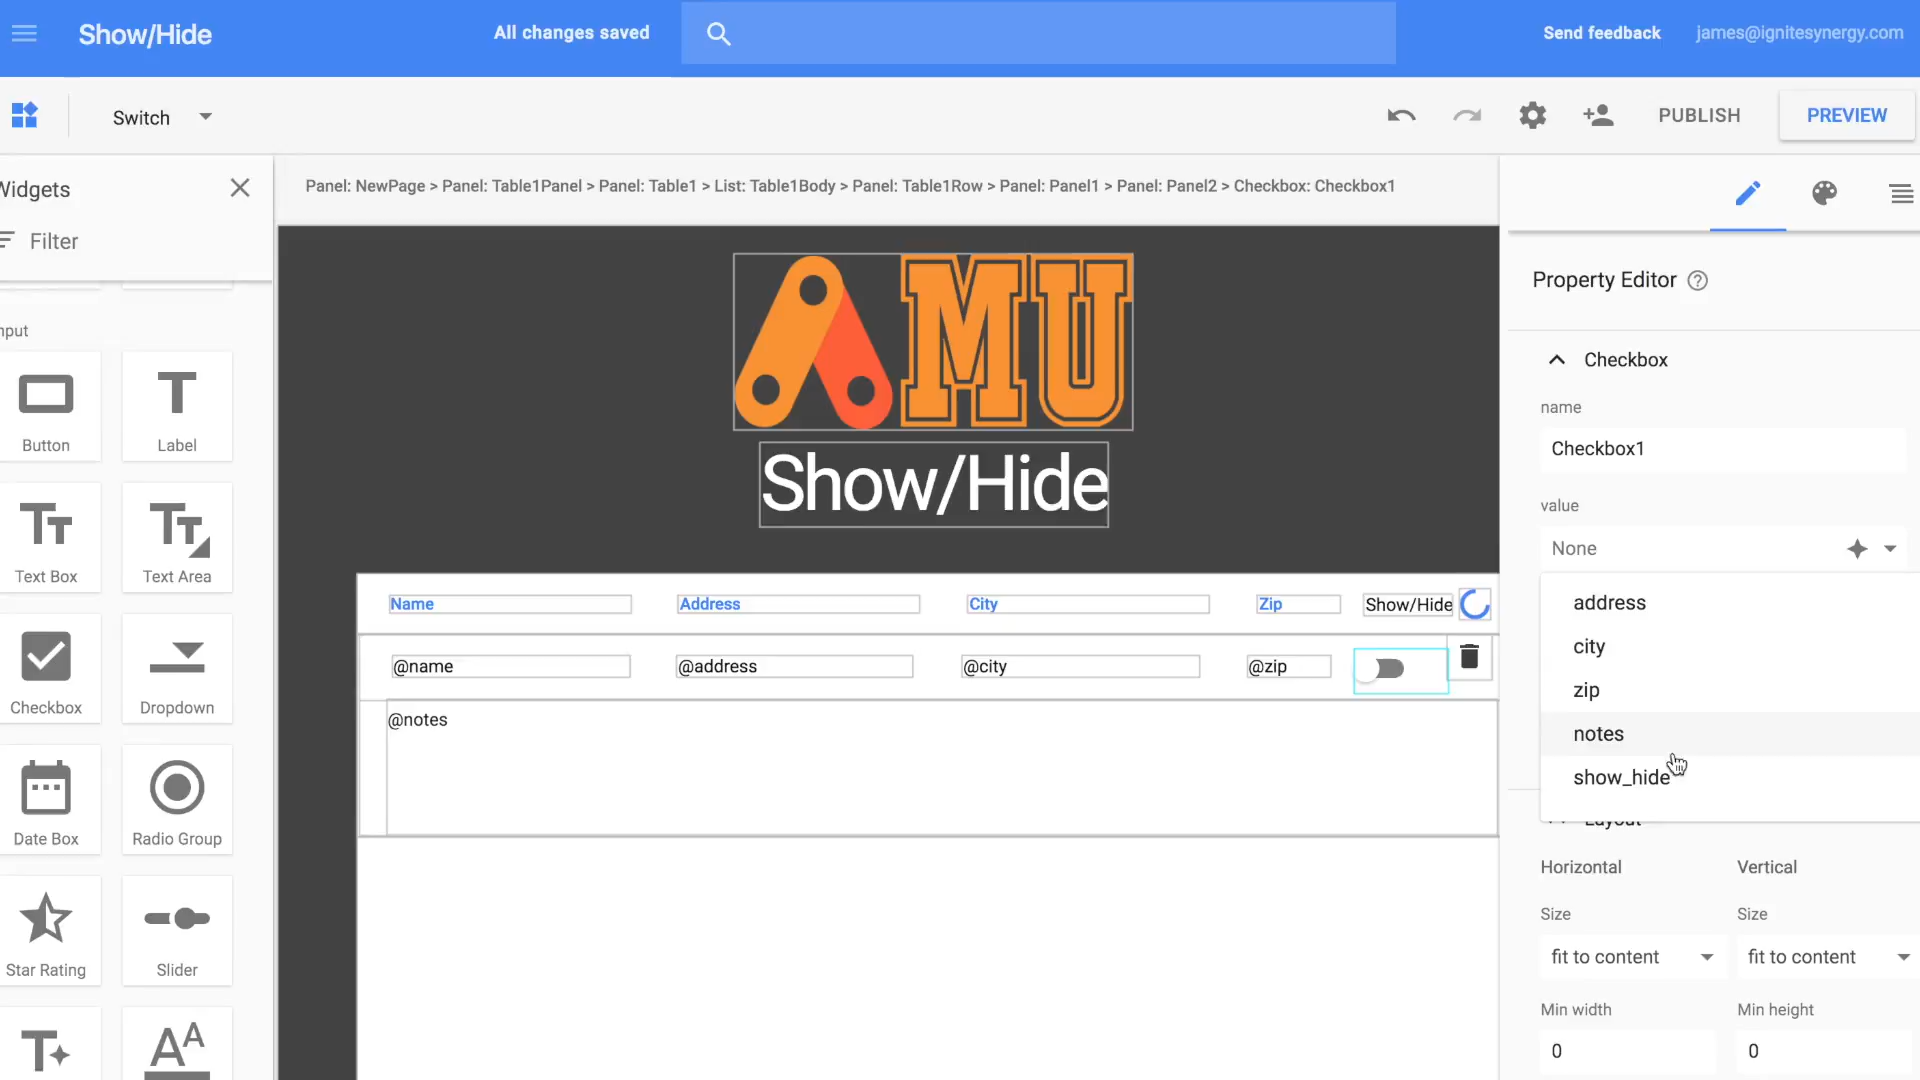 Show/Hide
All changes saved
Send feedback
james@ignitesynergy.com
Switch
PUBLISH
PREVIEW
Widgets
Filter
Panel: NewPage > Panel: Table1Panel > Panel: Table1 > List: Table1Body > Panel: Table1Row > Panel: Panel1 > Panel: Panel2 > Checkbox: Checkbox1
nput
Button
Label
Text Box
Text Area
Checkbox
Dropdown
Date Box
Radio Group
Star Rating
Slider
MU
Show/Hide
Name
Address
City
Zip
Show/Hide
@name
@address
@city
@zip
@notes
Property Editor
Checkbox
name
Checkbox1
value
None
address
city
zip
notes
show_hide
Layout
Horizontal
Vertical
Size
Size
fit to content
fit to content
Min width
Min height
0
0